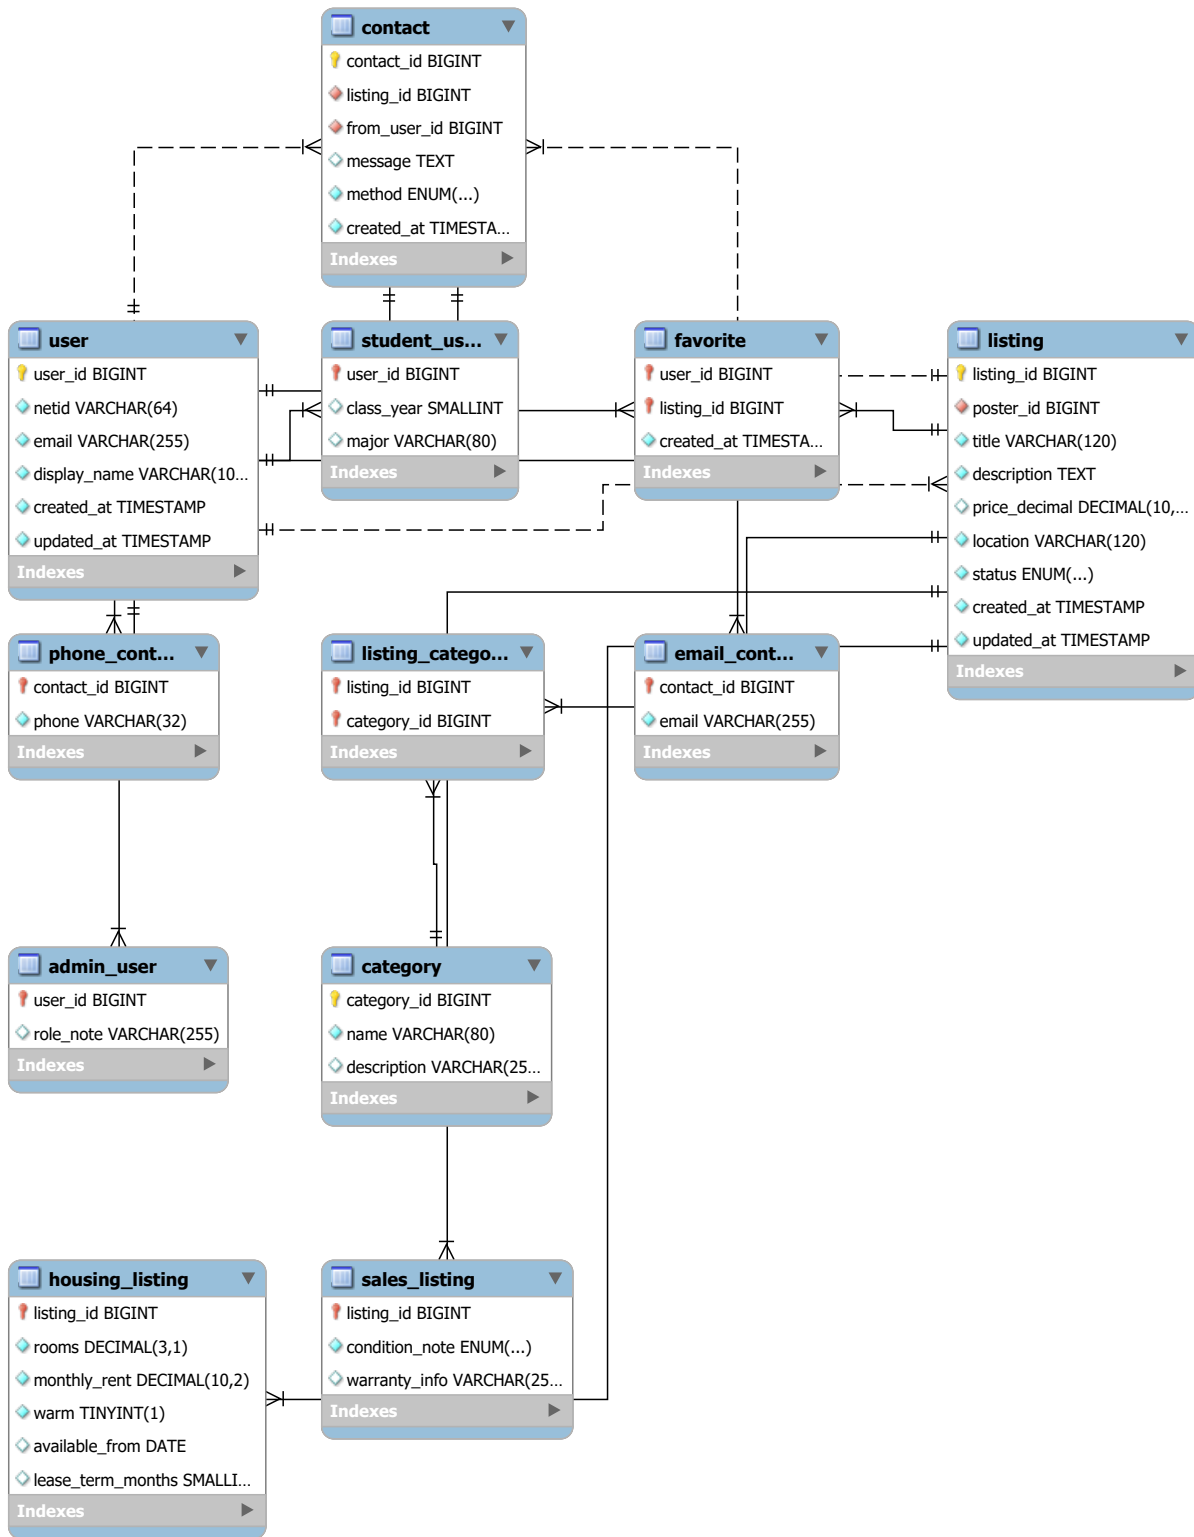 contact
contact_id BIGINT
listing_id BIGINT
from_user_id BIGINT
message TEXT
method ENUM(...)
created_at TIMESTA...
Indexes
user
user_id BIGINT
netid VARCHAR(64)
email VARCHAR(255)
display_name VARCHAR(10...
created_at TIMESTAMP
updated_at TIMESTAMP
Indexes
student_us...
user_id BIGINT
class_year SMALLINT
major VARCHAR(80)
Indexes
favorite
user_id BIGINT
listing_id BIGINT
created_at TIMESTA...
Indexes
listing
listing_id BIGINT
poster_id BIGINT
title VARCHAR(120)
description TEXT
price_decimal DECIMAL(10,...
location VARCHAR(120)
status ENUM(...)
created_at TIMESTAMP
updated_at TIMESTAMP
Indexes
phone_cont...
contact_id BIGINT
phone VARCHAR(32)
Indexes
listing_catego...
listing_id BIGINT
category_id BIGINT
Indexes
email_cont...
contact_id BIGINT
email VARCHAR(255)
Indexes
admin_user
user_id BIGINT
role_note VARCHAR(255)
Indexes
category
category_id BIGINT
name VARCHAR(80)
description VARCHAR(25...
Indexes
housing_listing
listing_id BIGINT
rooms DECIMAL(3,1)
monthly_rent DECIMAL(10,2)
warm TINYINT(1)
available_from DATE
lease_term_months SMALLI...
Indexes
sales_listing
listing_id BIGINT
condition_note ENUM(...)
warranty_info VARCHAR(25...
Indexes